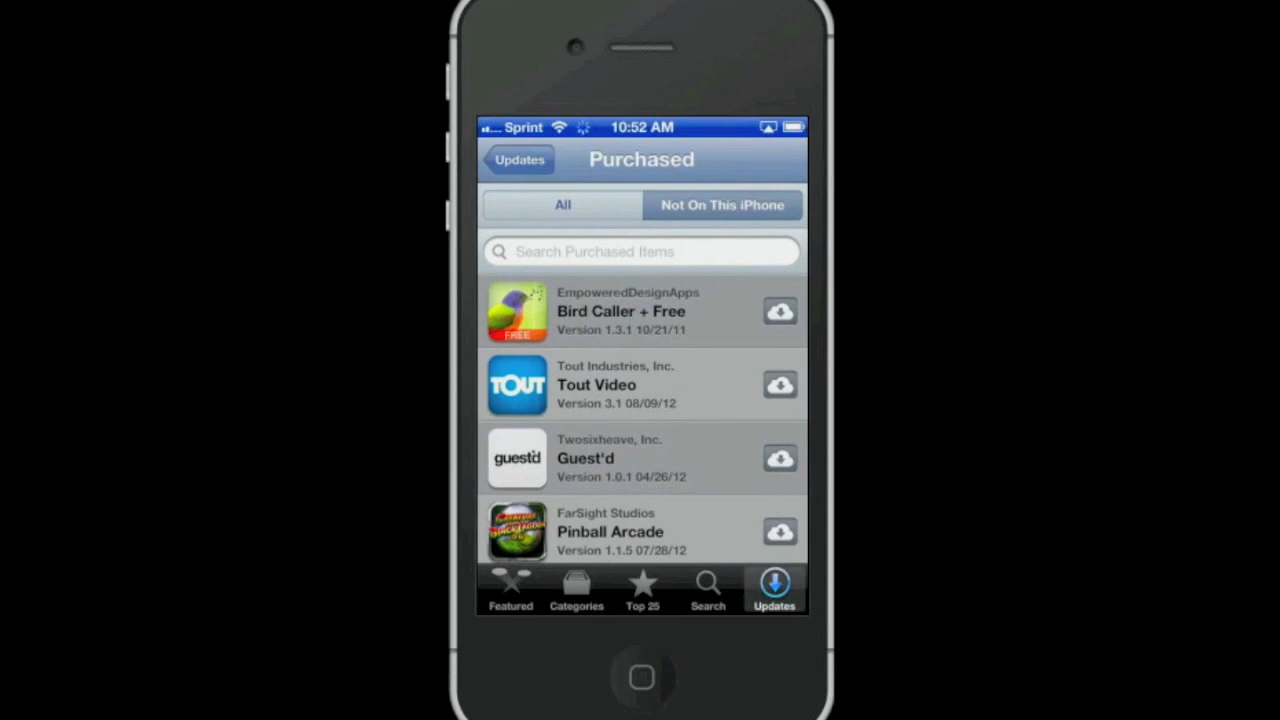 Sprint 10:52 AM
Updates Purchased
All Not On This iPhone
Search Purchased Items
EmpoweredDesignApps
Bird Caller + Free
Version 1.3.1 10/21/11
FREE
Tout Industries, Inc.
TOUT Tout Video
Version 3.1 08/09/12
Twosixheave, Inc.
guest'd Guest'd
Version 1.0.1 04/26/12
FarSight Studios
Pinball Arcade
Version 1.1.5 07/28/12
Featured Categories Top 25 Search Updates